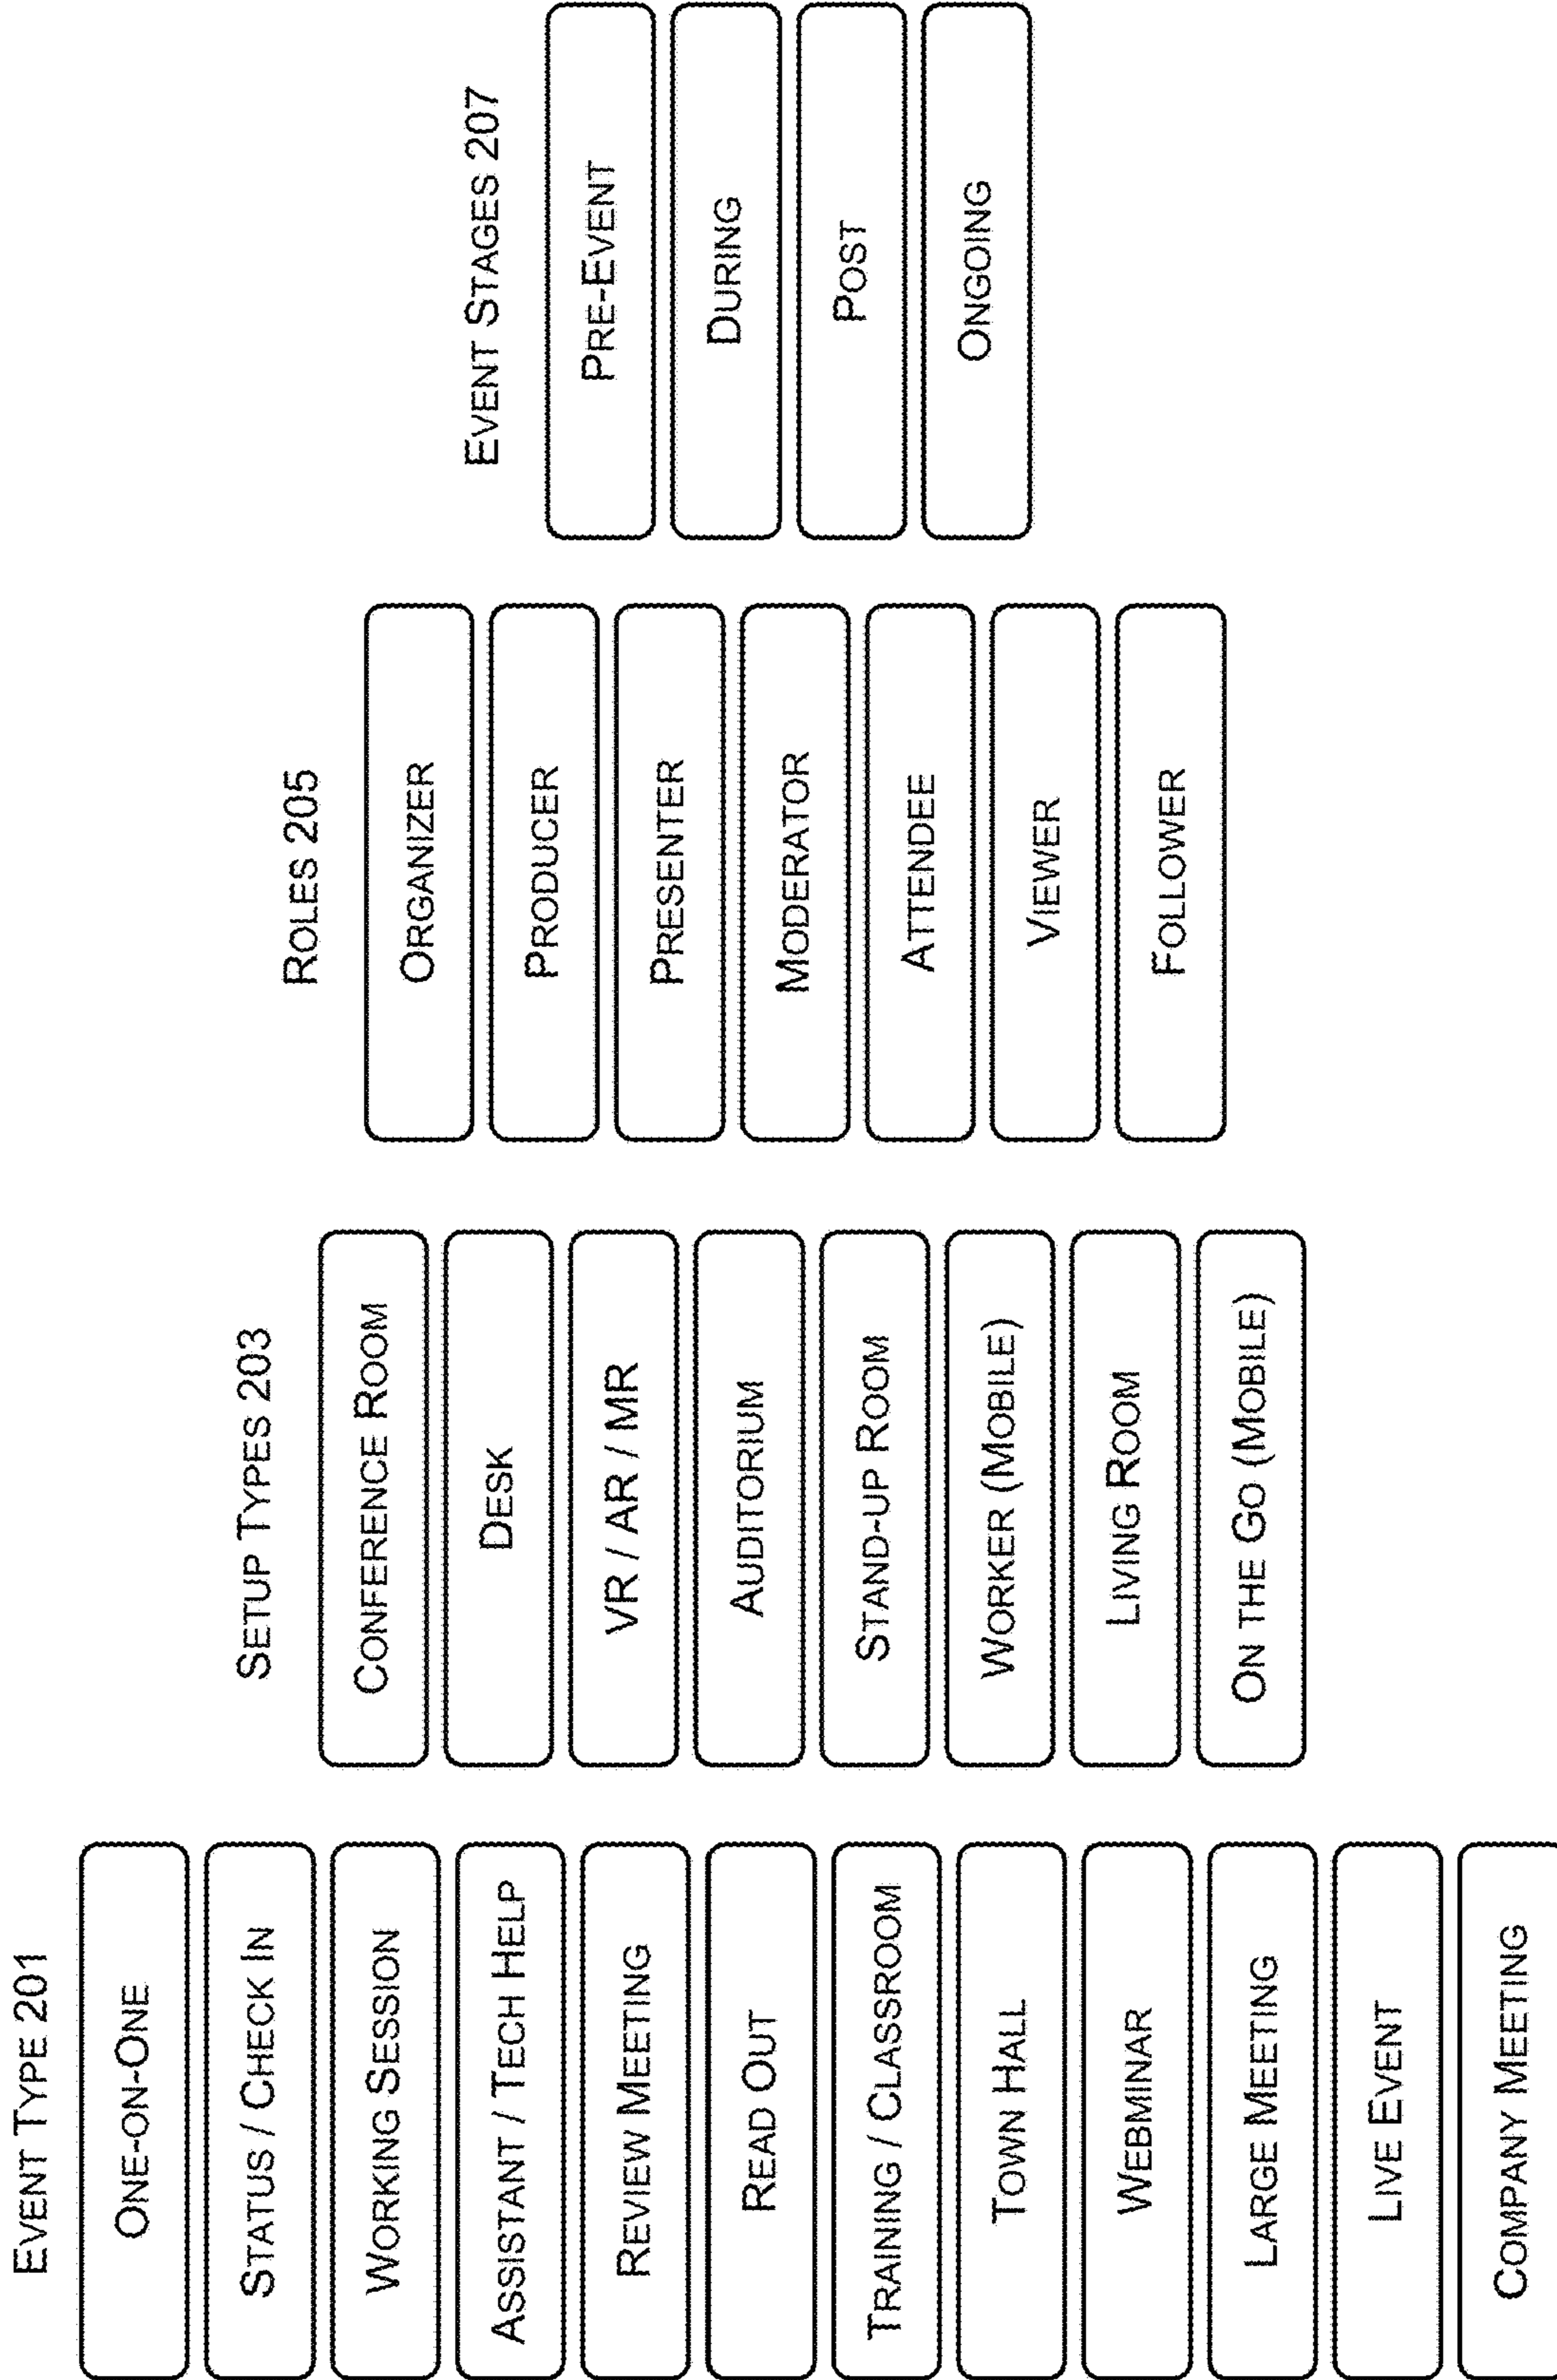 EVENT TYPE 201
ONE-ON-ONE
STATUS / CHECK IN
WORKING SESSION
ASSISTANT / TECH HELP
REVIEW MEETING
READ OUT
TRAINING / CLASSROOM
TOWN HALL
WEBMINAR
LARGE MEETING
LIVE EVENT
COMPANY MEETING
SETUP TYPES 203
CONFERENCE ROOM
DESK
VR / AR / MR
AUDITORIUM
STAND-UP ROOM
WORKER (MOBILE)
LIVING ROOM
ON THE GO (MOBILE)
ROLES 205
ORGANIZER
PRODUCER
PRESENTER
MODERATOR
ATTENDEE
VIEWER
FOLLOWER
EVENT STAGES 207
PRE-EVENT
DURING
POST
ONGOING